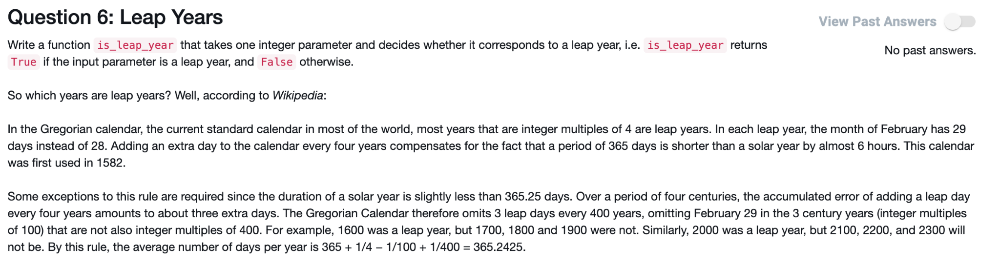 Question 6: Leap Years
View Past Answers
Write a function is_leap_year that takes one integer parameter and decides whether it corresponds to a leap year, i.e. is_leap_year returns
No past answers.
True if the input parameter is a leap year, and False otherwise.
So which years are leap years? Well, according to Wikipedia:
In the Gregorian calendar, the current standard calendar in most of the world, most years that are integer multiples of 4 are leap years. In each leap year, the month of February has 29
days instead of 28. Adding an extra day to the calendar every four years compensates for the fact that a period of 365 days is shorter than a solar year by almost 6 hours. This calendar
was first used in 1582.
Some exceptions to this rule are required since the duration of a solar year is slightly less than 365.25 days. Over a period of four centuries, the accumulated error of adding a leap day
every four years amounts to about three extra days. The Gregorian Calendar therefore omits 3 leap days every 400 years, omitting February 29 in the 3 century years (integer multiples
of 100) that are not also integer multiples of 400. For example, 1600 was a leap year, but 1700, 1800 and 1900 were not. Similarly, 2000 was a leap year, but 2100, 2200, and 2300 will
not be. By this rule, the average number of days per year is 365 + 1/4 − 1/100 + 1/400 = 365.2425.